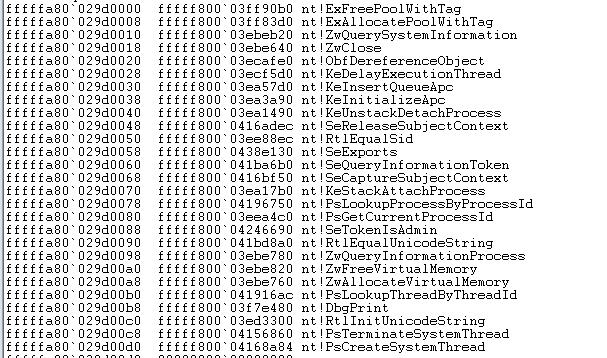 fffffa80`029d0000 fffff800`03ff90b0 nt!ExFreePoolWithTag
fffffa80`029d0008 fffff800`03ff83d0 nt!ExAllocatePoolWithTag
fffffa80`029d0010 fffff800`03ebeb20 nt!ZwQuerySystemInformation
fffffa80`029d0018 fffff800`03ebe640 nt!ZwClose
fffffa80`029d0020 fffff800`03ecafe0 nt!ObfDereferenceObject
fffffa80`029d0028 fffff800`03ecf5d0 nt!KeDelayExecutionThread
fffffa80`029d0030 fffff800`03ea57d0 nt!KeInsertQueueApc
fffffa80`029d0038 fffff800`03ea3a90 nt!KeInitializeApc
fffffa80`029d0040 fffff800`03ea1490 nt!KeUnstackDetachProcess
fffffa80`029d0048 fffff800`0416adec nt!SeReleaseSubjectContext
fffffa80`029d0050 fffff800`03ee88ec nt!RtlEqualSid
fffffa80`029d0058 fffff800`0438e130 nt!SeExports
fffffa80`029d0060 fffff800`041ba6b0 nt!SeQueryInformationToken
fffffa80`029d0068 fffff800`0416bf50 nt!SeCaptureSubjectContext
fffffa80`029d0070 fffff800`03ea17b0 nt!KeStackAttachProcess
fffffa80`029d0078 fffff800`04196750 nt!PsLookupProcessByProcessId
fffffa80`029d0080 fffff800`03eea4c0 nt!PsGetCurrentProcessId
fffffa80`029d0088 fffff800`04246690 nt!SeTokenIsAdmin
fffffa80`029d0090 fffff800`041bd8a0 nt!RtlEqualUnicodeString
fffffa80`029d0098 fffff800`03ebe780 nt!ZwQueryInformationProcess
fffffa80`029d00a0 fffff800`03ebe820 nt!ZwFreeVirtualMemory
fffffa80`029d00a8 fffff800`03ebe760 nt!ZwAllocateVirtualMemory
fffffa80`029d00b0 fffff800`041916ac nt!PsLookupThreadByThreadId
fffffa80`029d00b8 fffff800`03f7e480 nt!DbgPrint
fffffa80`029d00c0 fffff800`03ed3300 nt!RtlInitUnicodeString
fffffa80`029d00c8 fffff800`04156860 nt!PsTerminateSystemThread
fffffa80`029d00d0 fffff800`04168a84 nt!PsCreateSystemThread